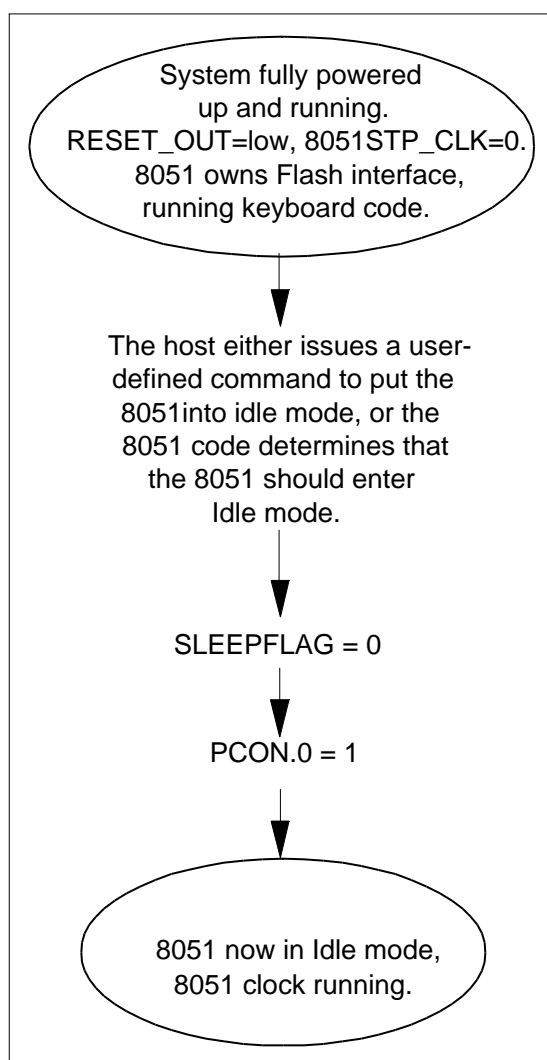 System fully powered
up and running.
RESET_OUT=low, 8051STP_CLK=0.
8051 owns Flash interface,
running keyboard code.
The host either issues a user-
defined command to put the
8051into idle mode, or the
8051 code determines that
the 8051 should enter
Idle mode.
SLEEPFLAG = 0
PCON.0 = 1
8051 now in Idle mode,
8051 clock running.